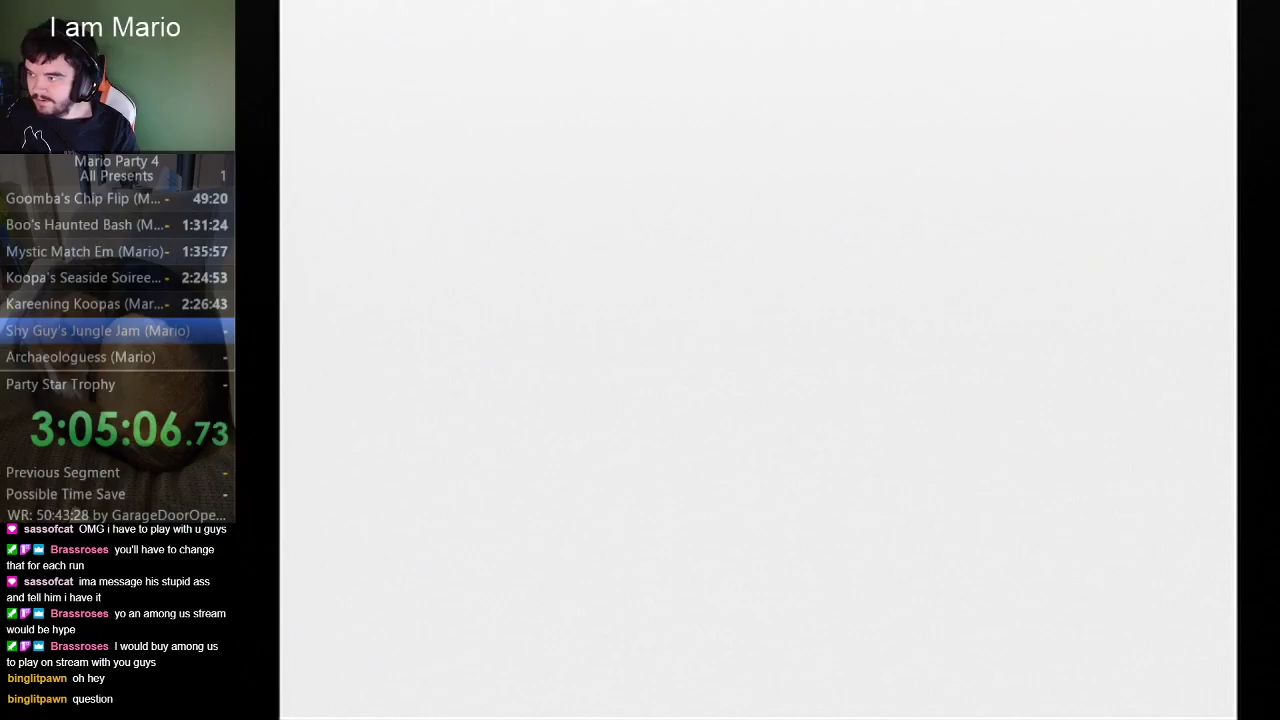 I am Mario
Mario Party 4
All Presents 1
Goomba's Chip Flip (M... - 49:20
Boo's Haunted Bash (M... - 1:31:24
Mystic Match Em (Mario) - 1:35:57
Koopa's Seaside Soiree... - 2:24:53
Kareening Koopas (Mar... - 2:26:43
Shy Guy's Jungle Jam (Mario) -
Archaeologuess (Mario) -
Party Star Trophy -
3:05:06.73
Previous Segment -
Possible Time Save -
WR: 50:43:28 by GarageDoorOpe...
sassofcat OMG i have to play with u guys
Brassroses you'll have to change
that for each run
sassofcat ima message his stupid ass
and tell him i have it
Brassroses yo an among us stream
would be hype
Brassroses I would buy among us
to play on stream with you guys
binglitpawn oh hey
binglitpawn question